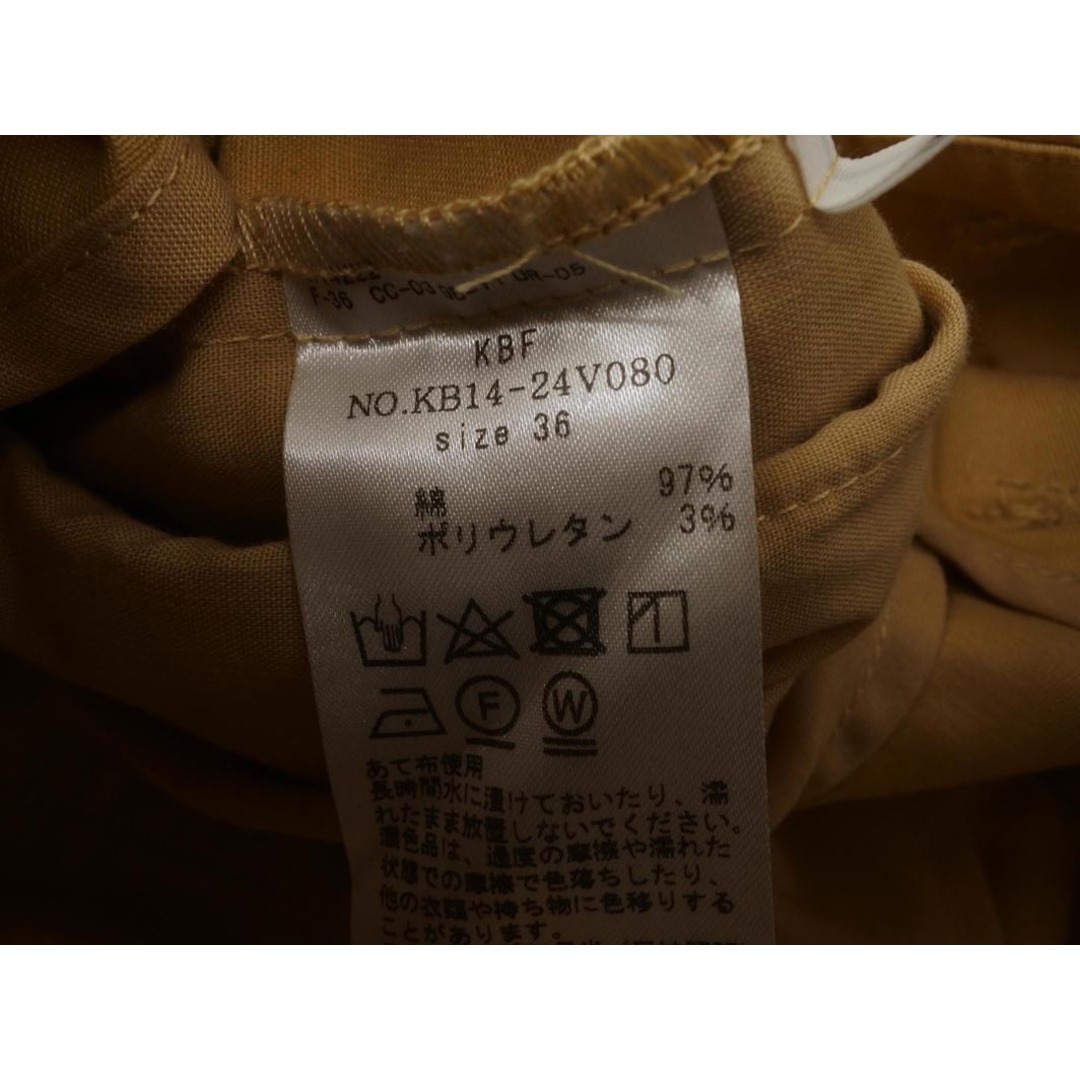 F-36 CC-03
KBF
NO.KB14-24V080
size 36
綿 97%
ポリウレタン 3%
F
W
あて布使用
長時間水に漬けておいたり、濡
れたまま放置しないでください。
濃色品は、過度の摩擦や濡れた
状態での摩擦で色落ちしたり、
他の衣類や持ち物に色移りする
ことがあります。